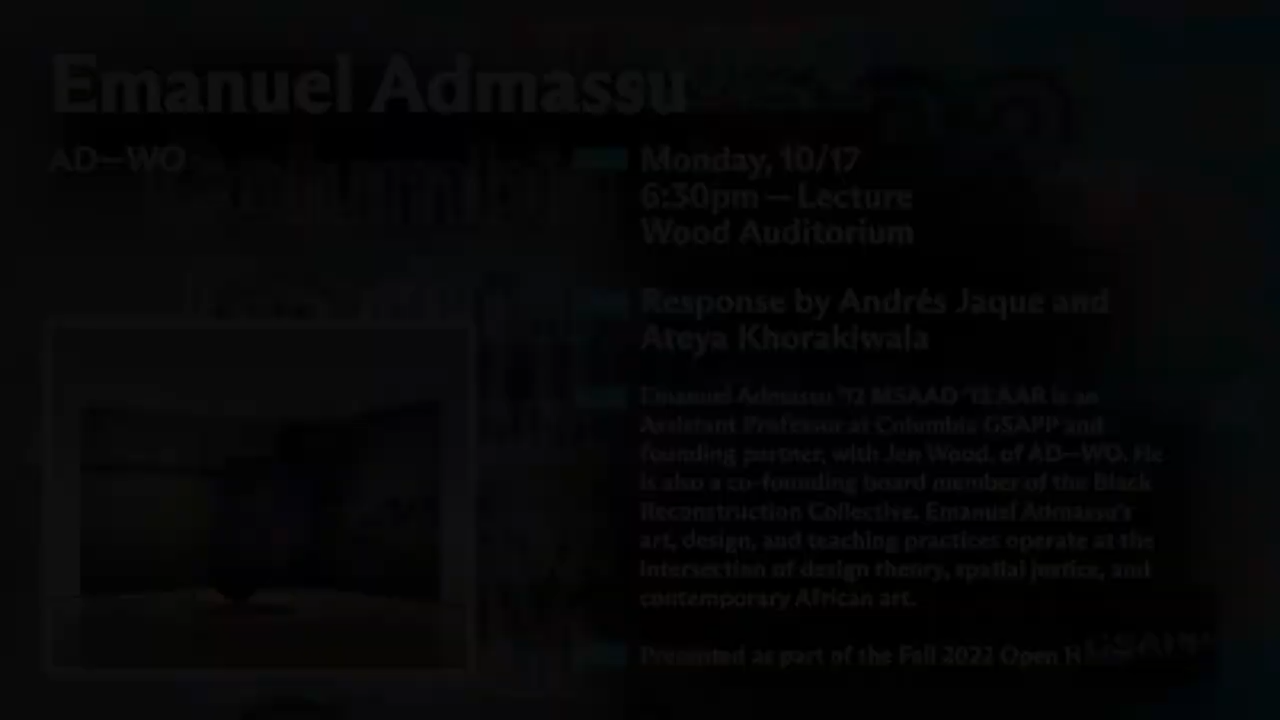 Emanuel Admassu
AD—WO
Monday, 10/17
6:30pm — Lecture
Wood Auditorium
Response by Andrés Jaque and
Ateya Khorakiwala
Emanuel Admassu '12 MSAAD is an
Assistant Professor at Columbia GSAPP and
founding partner, with Jen Wood, of AD—WO. He
is also a co-founding board member of the Black
Reconstruction Collective. Emanuel Admassu's
art, design, and teaching practices operate at the
intersection of design theory, spatial justice, and
contemporary African art.
Presented as part of the Fall 2022 Open H
GSAPP